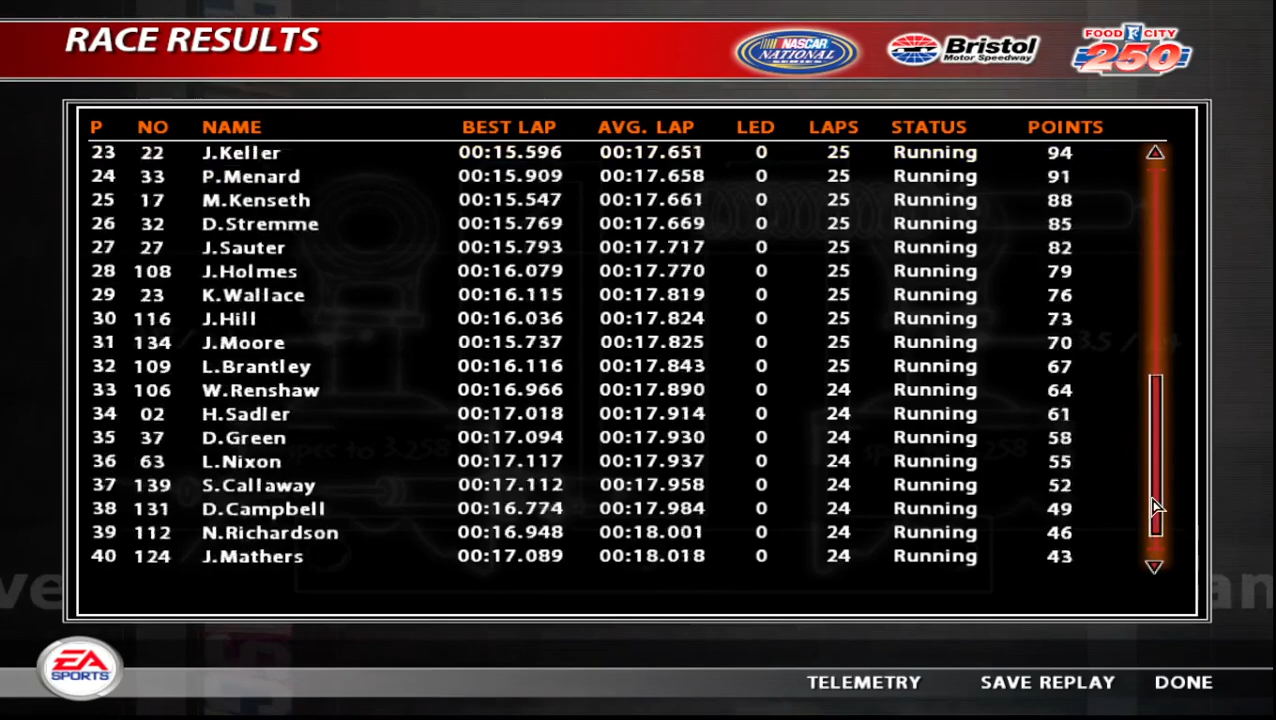 RACE RESULTS
NASCAR NATIONAL
Bristol Motor Speedway
FOOD CITY 250
P NO NAME BEST LAP AVG. LAP LED LAPS STATUS POINTS
23 22 J.Keller 00:15.596 00:17.651 0 25 Running 94
24 33 P.Menard 00:15.909 00:17.658 0 25 Running 91
25 17 M.Kenseth 00:15.547 00:17.661 0 25 Running 88
26 32 D.Stremme 00:15.769 00:17.669 0 25 Running 85
27 27 J.Sauter 00:15.793 00:17.717 0 25 Running 82
28 108 J.Holmes 00:16.079 00:17.770 0 25 Running 79
29 23 K.Wallace 00:16.115 00:17.819 0 25 Running 76
30 116 J.Hill 00:16.036 00:17.824 0 25 Running 73
31 134 J.Moore 00:15.737 00:17.825 0 25 Running 70
32 109 L.Brantley 00:16.116 00:17.843 0 25 Running 67
33 106 W.Renshaw 00:16.966 00:17.890 0 24 Running 64
34 02 H.Sadler 00:17.018 00:17.914 0 24 Running 61
35 37 D.Green 00:17.094 00:17.930 0 24 Running 58
36 63 L.Nixon 00:17.117 00:17.937 0 24 Running 55
37 139 S.Callaway 00:17.112 00:17.958 0 24 Running 52
38 131 D.Campbell 00:16.774 00:17.984 0 24 Running 49
39 112 N.Richardson 00:16.948 00:18.001 0 24 Running 46
40 124 J.Mathers 00:17.089 00:18.018 0 24 Running 43
EA SPORTS
TELEMETRY SAVE REPLAY DONE